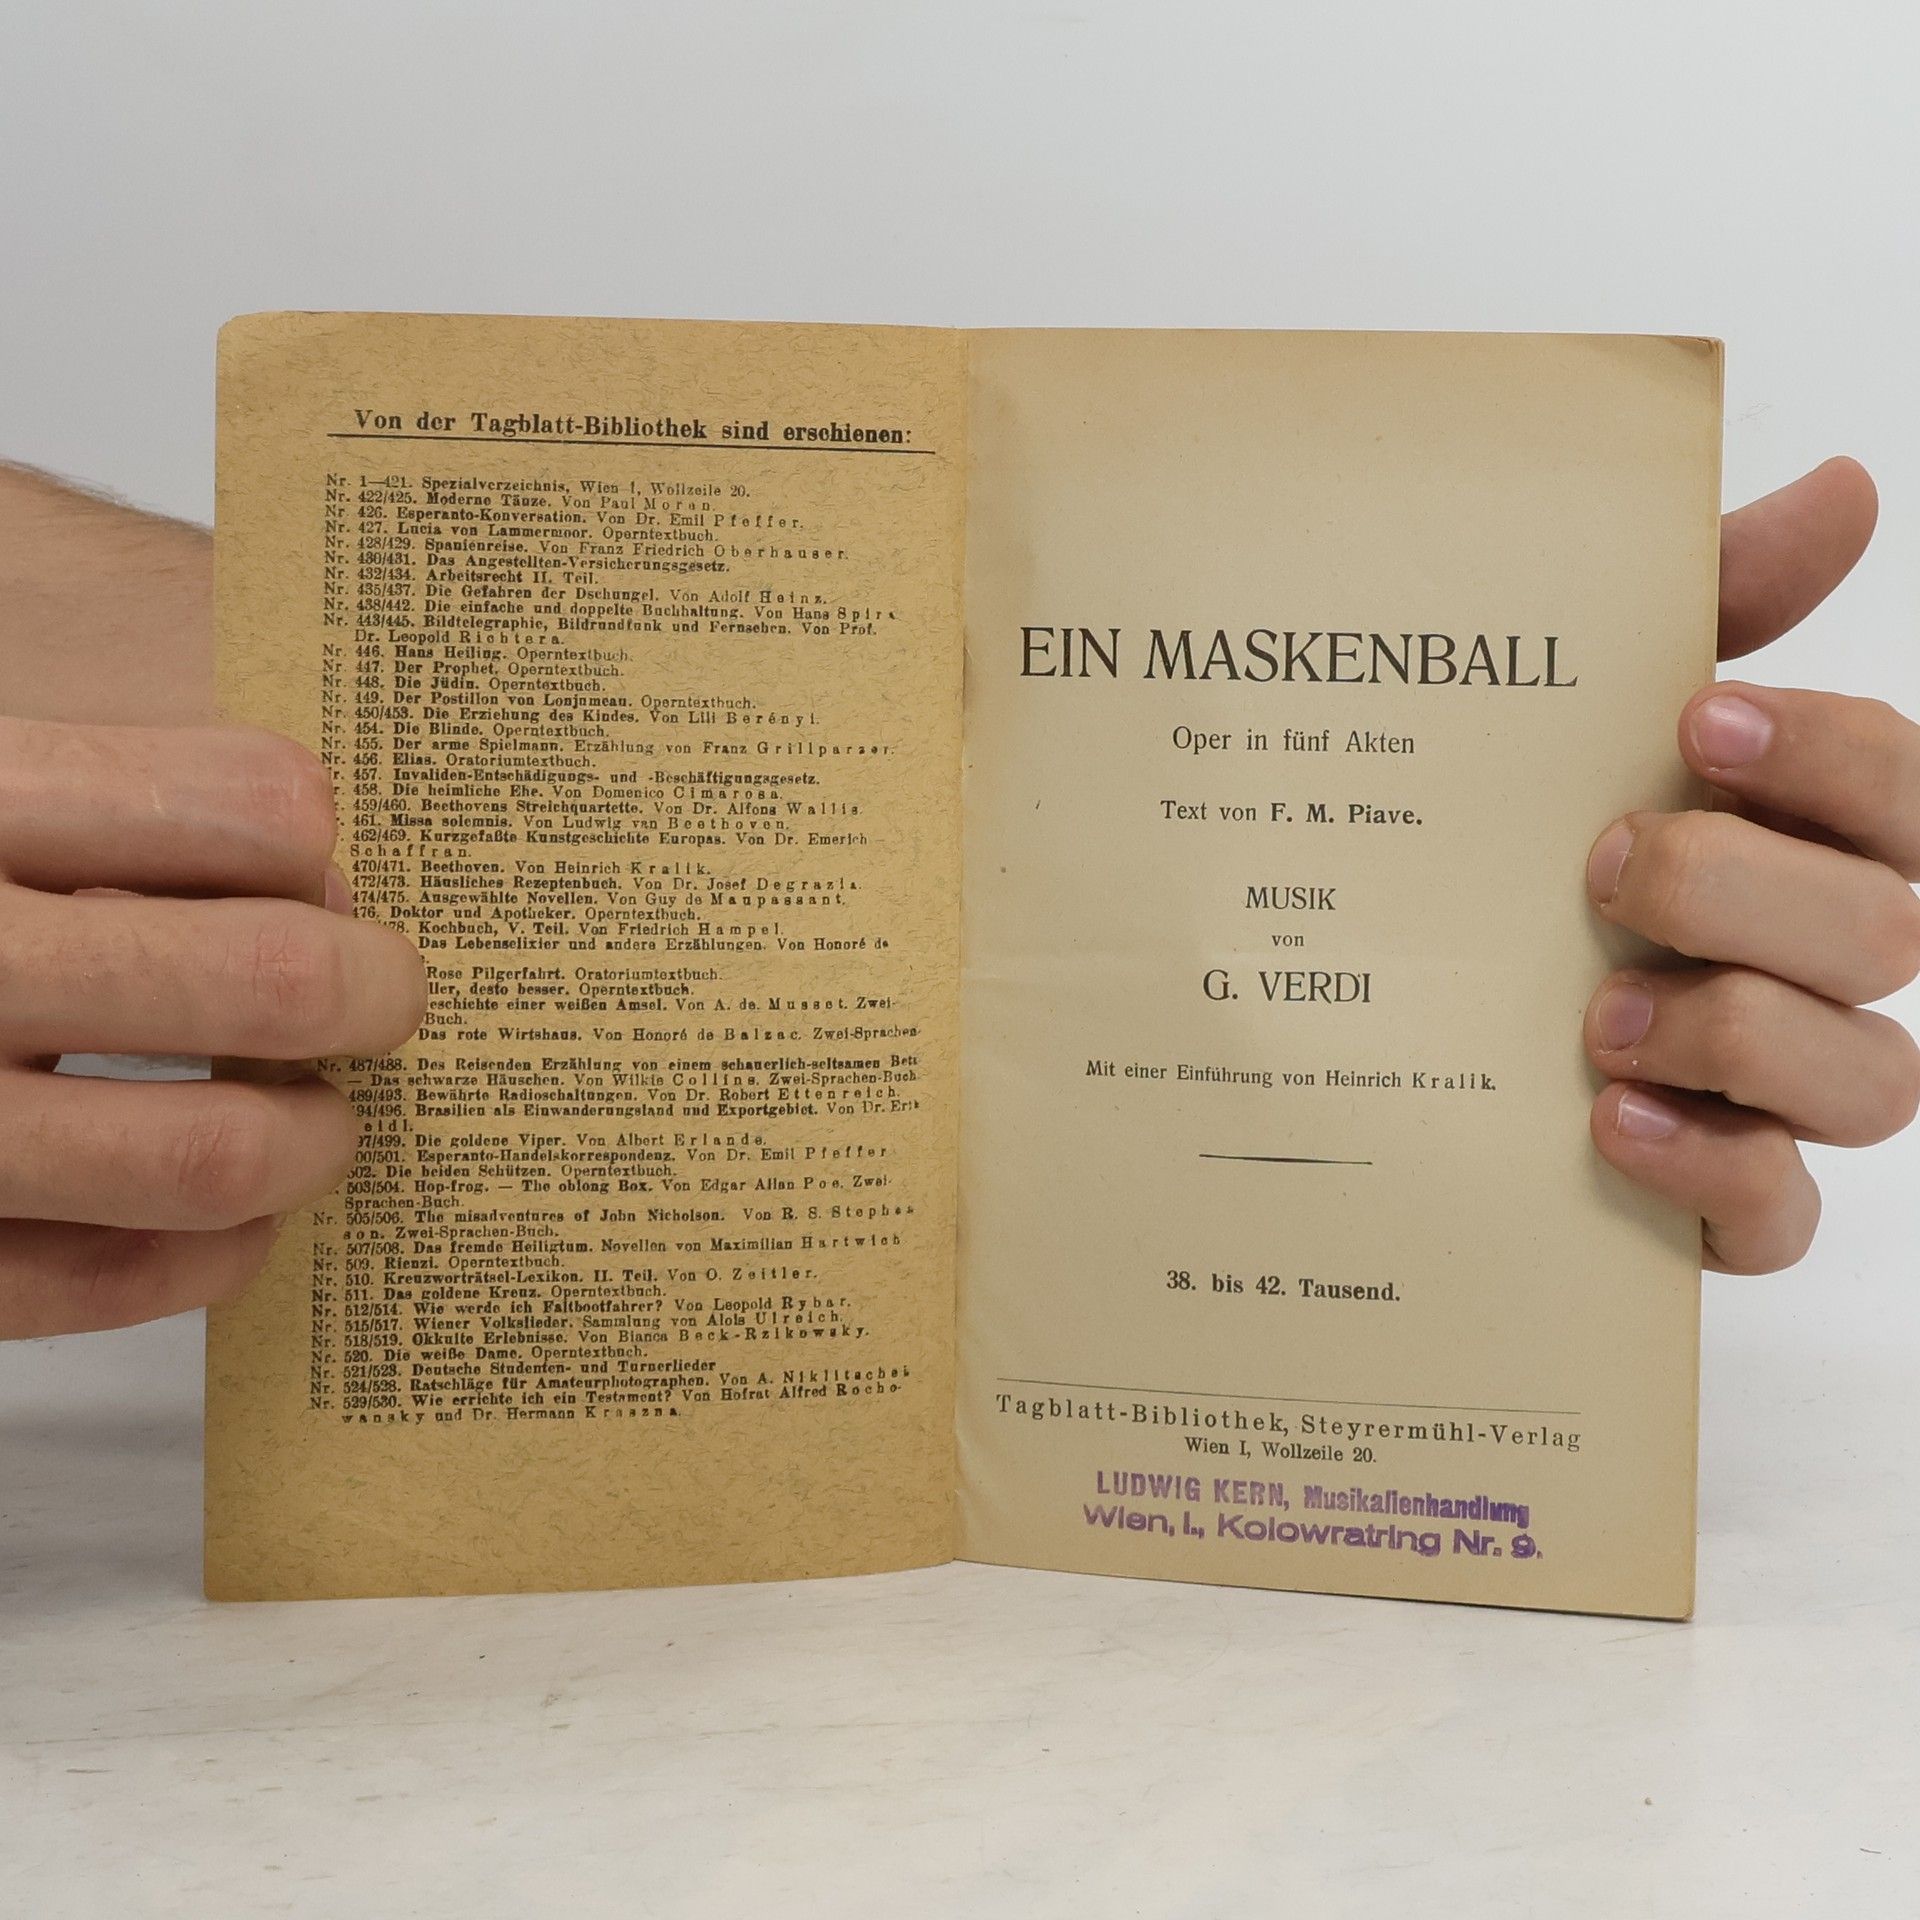 Von der Tagblatt-Bibliothek sind erschienen:
Nr. 1—421. Spezialverzeichnis, Wien I, Wollzeile 20.
Nr. 422/425. Moderne Tänze. Von Paul Moran.
Nr. 426. Esperanto-Konversation. Von Dr. Emil Pfeffer.
Nr. 427. Lucia von Lammermoor. Operntextbuch.
Nr. 428/429. Spanienreise. Von Franz Friedrich Oberhauser.
Nr. 430/431. Das Angestellten-Versicherungsgesetz.
Nr. 432/434. Arbeitsrecht II. Teil.
Nr. 435/437. Die Gefahren der Dschungel. Von Adolf Heinz.
Nr. 438/442. Die einfache und doppelte Buchhaltung. Von Hans
Nr. 443/445. Bildtelegraphie, Bildrundfunk und Fernsehen. Von Prof.
Dr. Leopold Richtera.
Nr. 446. Hans Heiling. Operntextbuch.
Nr. 447. Der Prophet. Operntextbuch.
Nr. 448. Die Jüdin. Operntextbuch.
Nr. 449. Der Postillon von Lonjumeau. Operntextbuch.
Nr. 450/453. Die Erziehung des Kindes. Von Lili Berényi.
Nr. 454. Die Blinde. Operntextbuch.
Nr. 455. Der arme Spielmann. Erzählung von Franz Grillparzer.
Nr. 456. Elias. Oratoriumtextbuch.
457. Invaliden-Entschädigungs- und -Beschäftigungsgesetz.
458. Die heimliche Ehe. Von Domenico Cimarosa.
459/460. Beethovens Streichquartette. Von Dr. Alfons Wallis.
461. Missa solemnis. Von Ludwig van Beethoven.
462/469. Kurzgefaßte Kunstgeschichte Europas. Von Dr. Emerich
Schaffran.
470/471. Beethoven. Von Heinrich Kralik.
472/473. Häusliches Rezeptenbuch. Von Dr. Josef Degrazia.
474/475. Ausgewählte Novellen. Von Guy de Maupassant.
476. Doktor und Apotheker. Operntextbuch.
78. Kochbuch, V. Teil. Von Friedrich Hampel.
Das Lebenselixier und andere Erzählungen. Von Honoré de
Rose Pilgerfahrt. Oratoriumtextbuch.
ller, desto besser. Operntextbuch.
eschichte einer weißen Amsel. Von A. de. Musset. Zwei-
Buch.
Das rote Wirtshaus. Von Honoré de Balzac. Zwei-Sprachen-
Nr. 487/488. Des Reisenden Erzählung von einem schauerlich-seltsamen Bett
— Das schwarze Häuschen. Von Wilkie Collins. Zwei-Sprachen-Buch
489/493. Bewährte Radioschaltungen. Von Dr. Robert Ettenreich.
94/496. Brasilien als Einwanderungsland und Exportgebiet. Von Dr.
eidl.
97/499. Die goldene Viper. Von Albert Erlande.
00/501. Esperanto-Handelskorrespondenz. Von Dr. Emil Pfeffer
502. Die beiden Schützen. Operntextbuch.
503/504. Hop-frog. — The oblong Box. Von Edgar Allan Poe. Zwei-
Sprachen-Buch.
Nr. 505/506. The misadventures of John Nicholson. Von R. S.
son. Zwei-Sprachen-Buch.
Nr. 507/508. Das fremde Heiligtum. Novellen von Maximilian Hartwich
Nr. 509. Rienzi. Operntextbuch.
Nr. 510. Kreuzworträtsel-Lexikon. II. Teil. Von O. Zeitler.
Nr. 511. Das goldene Kreuz. Operntextbuch.
Nr. 512/514. Wie werde ich Faltbootfahrer? Von Leopold Rybar.
Nr. 515/517. Wiener Volkslieder. Sammlung von Alois Ulreich.
Nr. 518/519. Okkulte Erlebnisse. Von Bianca Beck-Rzikowsky.
Nr. 520. Die weiße Dame. Operntextbuch.
Nr. 521/523. Deutsche Studenten- und Turnerlieder
Nr. 524/528. Ratschläge für Amateurphotographen. Von A.
Nr. 529/530. Wie errichte ich ein Testament? Von Hofrat Alfred Rocho-
wansky und Dr. Hermann Kraszna.
EIN MASKENBALL
Oper in fünf Akten
Text von F. M. Piave.
MUSIK
von
G. VERDI
Mit einer Einführung von Heinrich Kralik.
38. bis 42. Tausend.
Tagblatt-Bibliothek, Steyrermühl-Verlag
Wien I, Wollzeile 20.
LUDWIG KERN, Musikalienhandlung
Wien, I., Kolowratring Nr. 9.